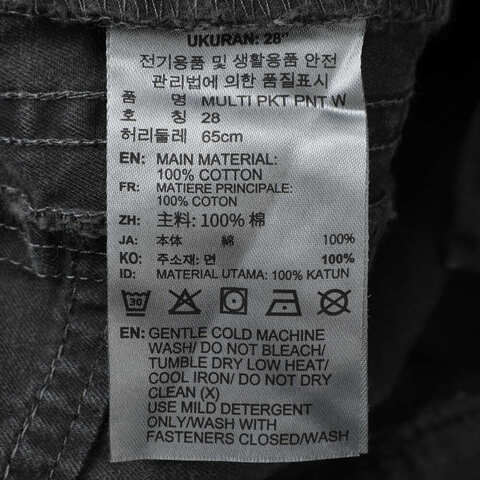 UKURAN: 28"
전기용품 및 생활용품 안전
관리법에 의한 품질표시
품 명 MULTI PKT PNT W
호 칭 28
허리둘레 65cm
EN: MAIN MATERIAL:
100% COTTON
FR: MATIERE PRINCIPALE:
100% COTON
ZH: 主料: 100% 棉
JA: 本体 綿 100%
KO: 주소재: 면 100%
ID: MATERIAL UTAMA: 100% KATUN
30
EN: GENTLE COLD MACHINE
WASH/ DO NOT BLEACH/
TUMBLE DRY LOW HEAT/
COOL IRON/ DO NOT DRY
CLEAN (X)
USE MILD DETERGENT
ONLY/WASH WITH
FASTENERS CLOSED/WASH